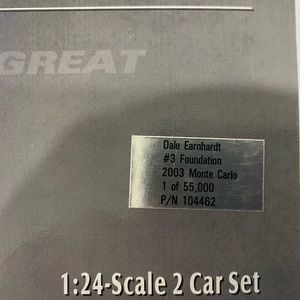 GREAT
Dale Earnhardt
#3 Foundation
2003 Monte Carlo
1 of 55,000
P/N 104462
1:24-Scale 2 Car Set